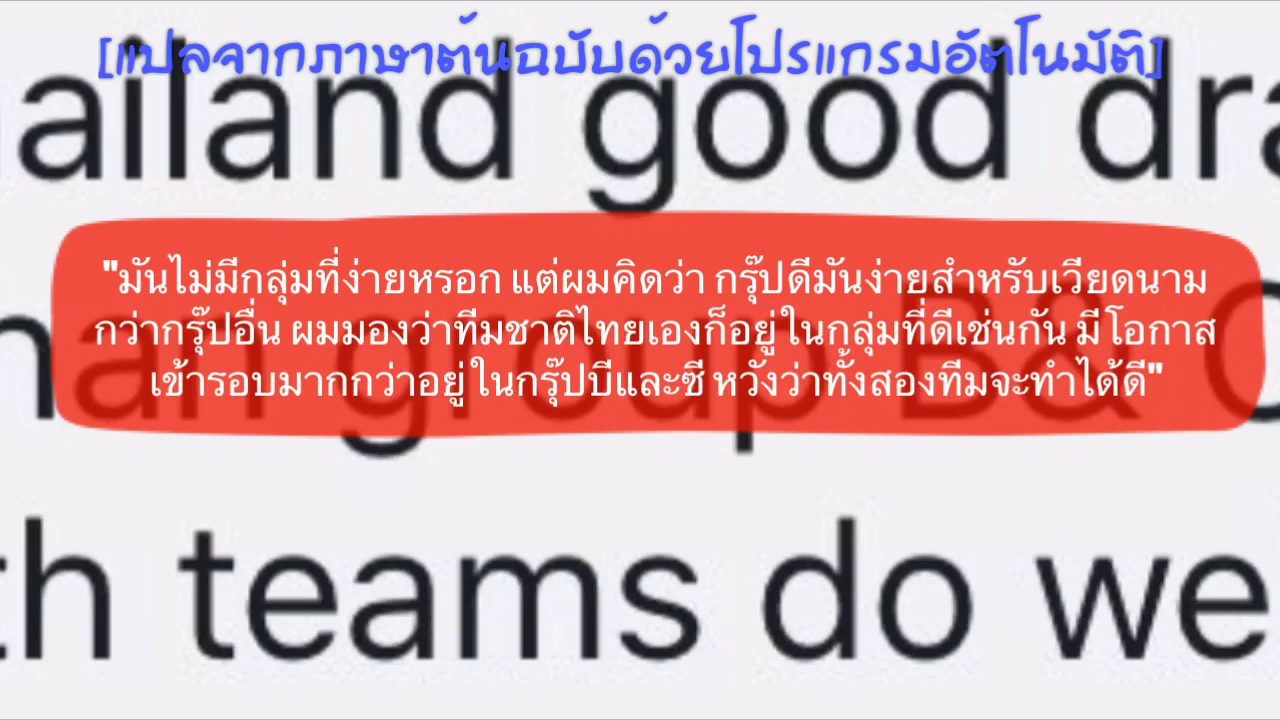 [แปลจากภาษาต้นฉบับด้วยโปรแกรมอัตโนมัติ]
ailand good dra
"มันไม่มีกลุ่มที่ง่ายหรอก แต่ผมคิดว่า กรุ๊ปดีมันง่ายสำหรับเวียดนาม
กว่ากรุ๊ปอื่น ผมมองว่าทีมชาติไทยเองก็อยู่ในกลุ่มที่ดีเช่นกัน มีโอกาส
เข้ารอบมากกว่าอยู่ในกรุ๊ปบีและซี หวังว่าทั้งสองทีมจะทำได้ดี"
han group B& C
th teams do we